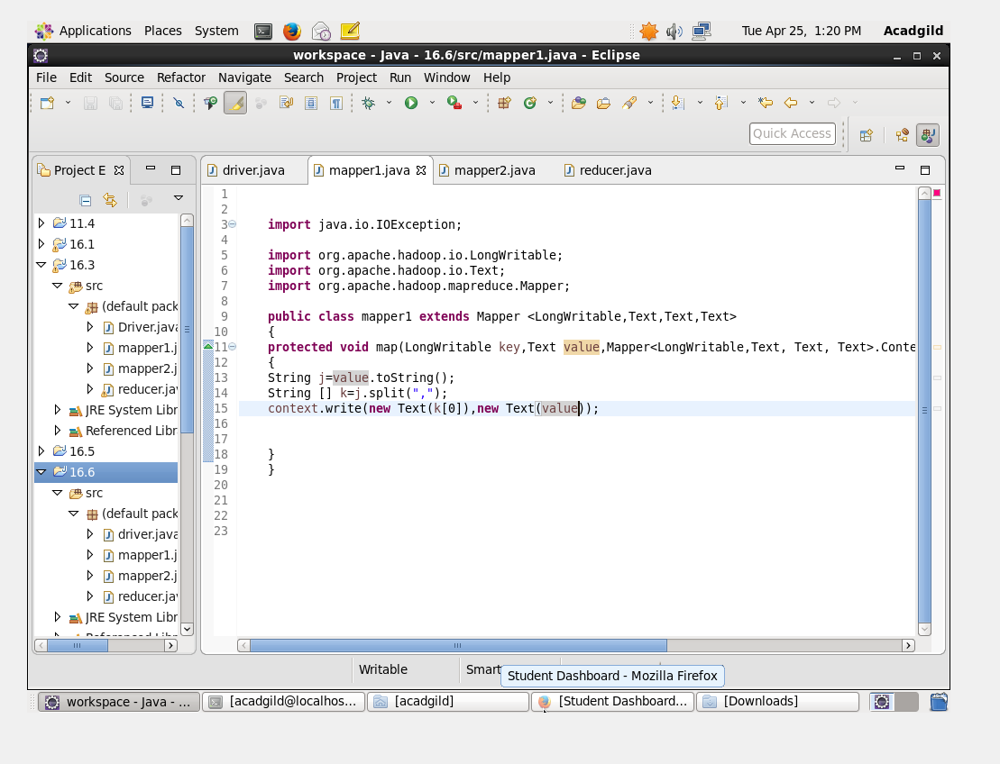 Applications Places System Tue Apr 25, 1:20 PM Acadgild
workspace - Java - 16.6/src/mapper1.java - Eclipse
File Edit Source Refactor Navigate Search Project Run Window Help
Quick Access
Project E
driver.java mapper1.java mapper2.java reducer.java
11.4
16.1
16.3
src
(default pack
Driver.java
mapper1.j
mapper2.j
reducer.ja
JRE System Libr
Referenced Libr
16.5
16.6
src
(default pack
driver.java
mapper1.j
mapper2.j
reducer.jav
JRE System Libr
Referenced Libr
1
2
3 import java.io.IOException;
4
5 import org.apache.hadoop.io.LongWritable;
6 import org.apache.hadoop.io.Text;
7 import org.apache.hadoop.mapreduce.Mapper;
8
9 public class mapper1 extends Mapper <LongWritable,Text,Text,Text>
10 {
11 protected void map(LongWritable key,Text value,Mapper<LongWritable,Text, Text, Text>.Conte
12 {
13 String j=value.toString();
14 String [] k=j.split(",");
15 context.write(new Text(k[0]),new Text(value));
16
17
18 }
19 }
20
21
22
23
Writable Smart
Student Dashboard - Mozilla Firefox
workspace - Java - ... [acadgild@localhos... [acadgild] [Student Dashboard... [Downloads]